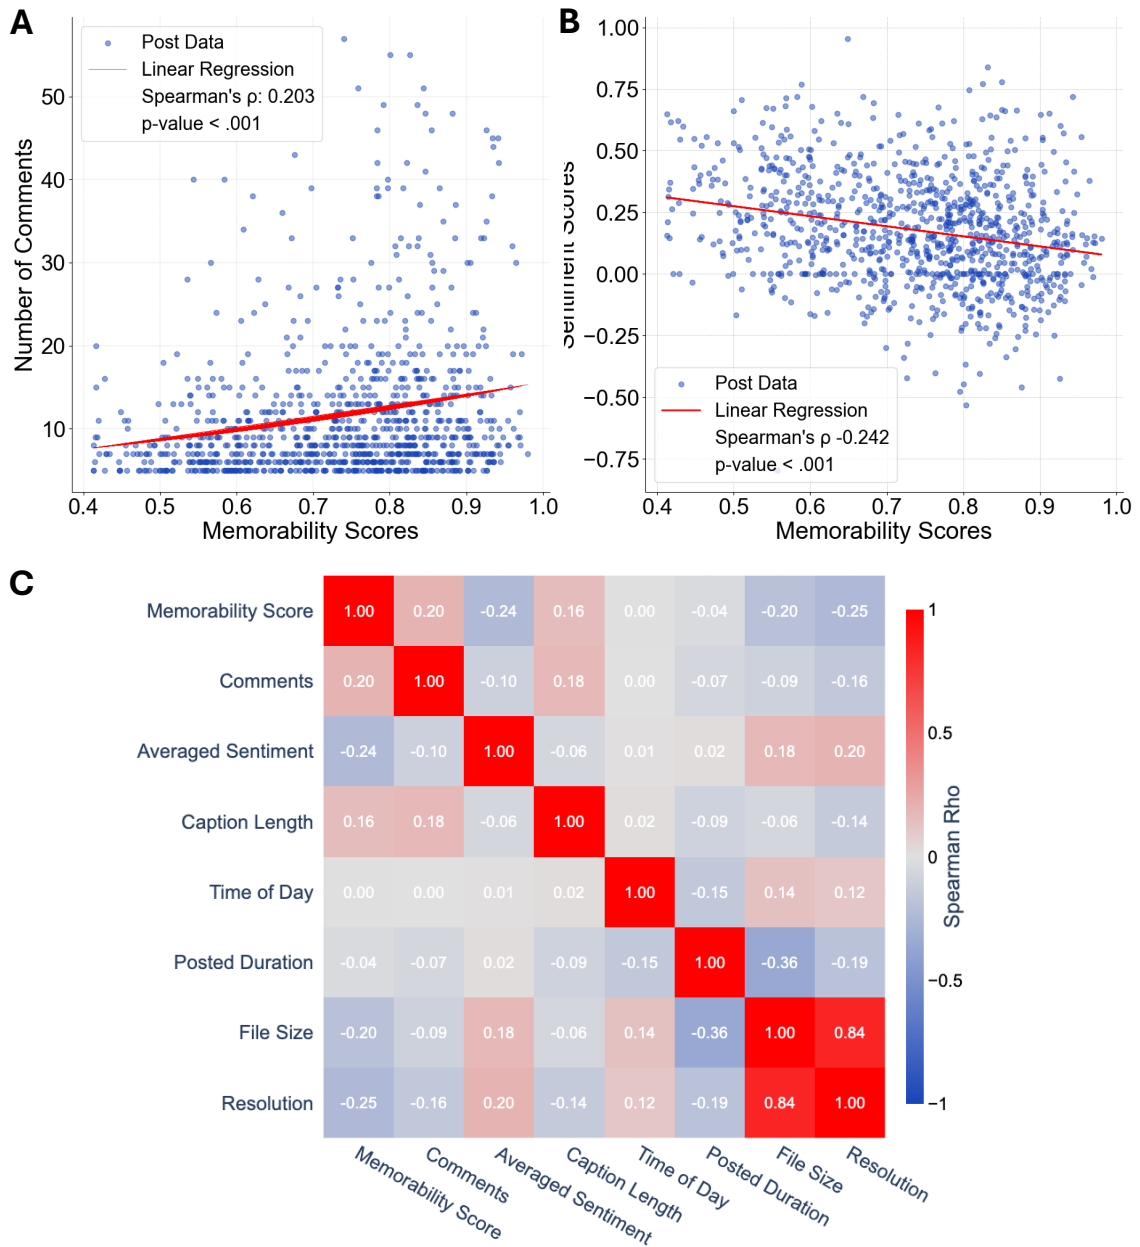 A
Post Data
Linear Regression
Spearman's ρ: 0.203
p-value < .001
Number of Comments
50
40
30
20
10
0.4 0.5 0.6 0.7 0.8 0.9 1.0
Memorability Scores
B
Sentiment Scores
1.00
0.75
0.50
0.25
0.00
−0.25
−0.50
−0.75
Post Data
Linear Regression
Spearman's ρ -0.242
p-value < .001
0.4 0.5 0.6 0.7 0.8 0.9 1.0
Memorability Scores
C
Memorability Score 1.00 0.20 -0.24 0.16 0.00 -0.04 -0.20 -0.25
Comments 0.20 1.00 -0.10 0.18 0.00 -0.07 -0.09 -0.16
Averaged Sentiment -0.24 -0.10 1.00 -0.06 0.01 0.02 0.18 0.20
Caption Length 0.16 0.18 -0.06 1.00 0.02 -0.09 -0.06 -0.14
Time of Day 0.00 0.00 0.01 0.02 1.00 -0.15 0.14 0.12
Posted Duration -0.04 -0.07 0.02 -0.09 -0.15 1.00 -0.36 -0.19
File Size -0.20 -0.09 0.18 -0.06 0.14 -0.36 1.00 0.84
Resolution -0.25 -0.16 0.20 -0.14 0.12 -0.19 0.84 1.00
Memorability Score
Comments
Averaged Sentiment
Caption Length
Time of Day
Posted Duration
File Size
Resolution
1
0.5
0
−0.5
−1
Spearman Rho